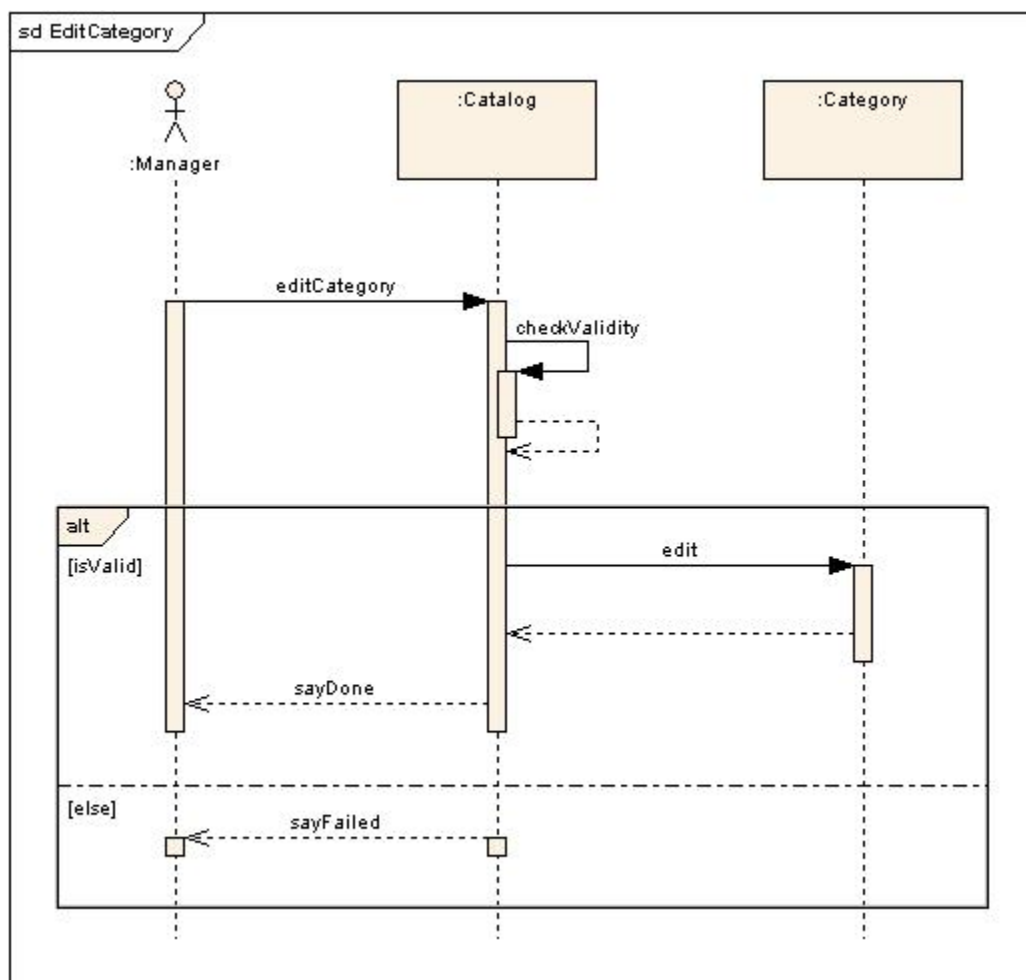 sd EditCategory
:Manager
:Catalog
:Category
editCategory
checkValidity
alt
[isValid]
edit
sayDone
[else]
sayFailed